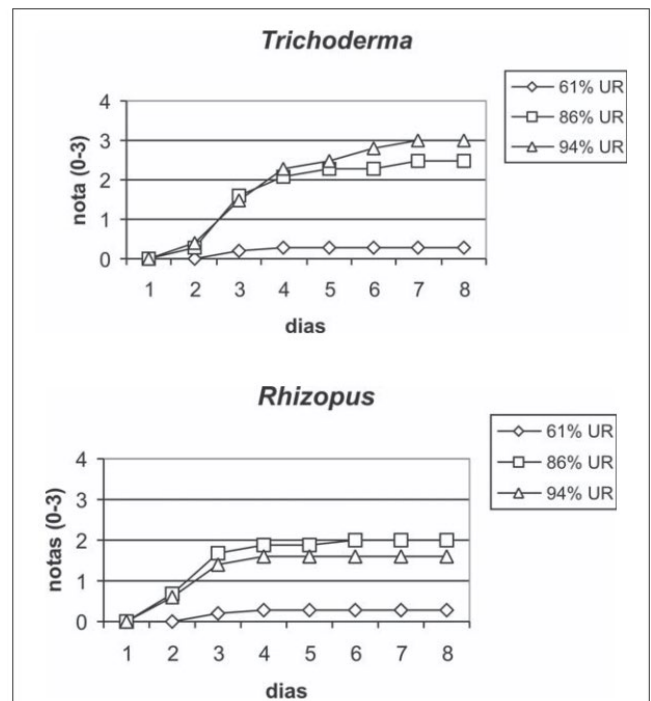 Trichoderma
61% UR
86% UR
94% UR
nota (0-3)
4
3
2
1
0
1 2 3 4 5 6 7 8
dias
Rhizopus
61% UR
86% UR
94% UR
notas (0-3)
4
3
2
1
0
1 2 3 4 5 6 7 8
dias